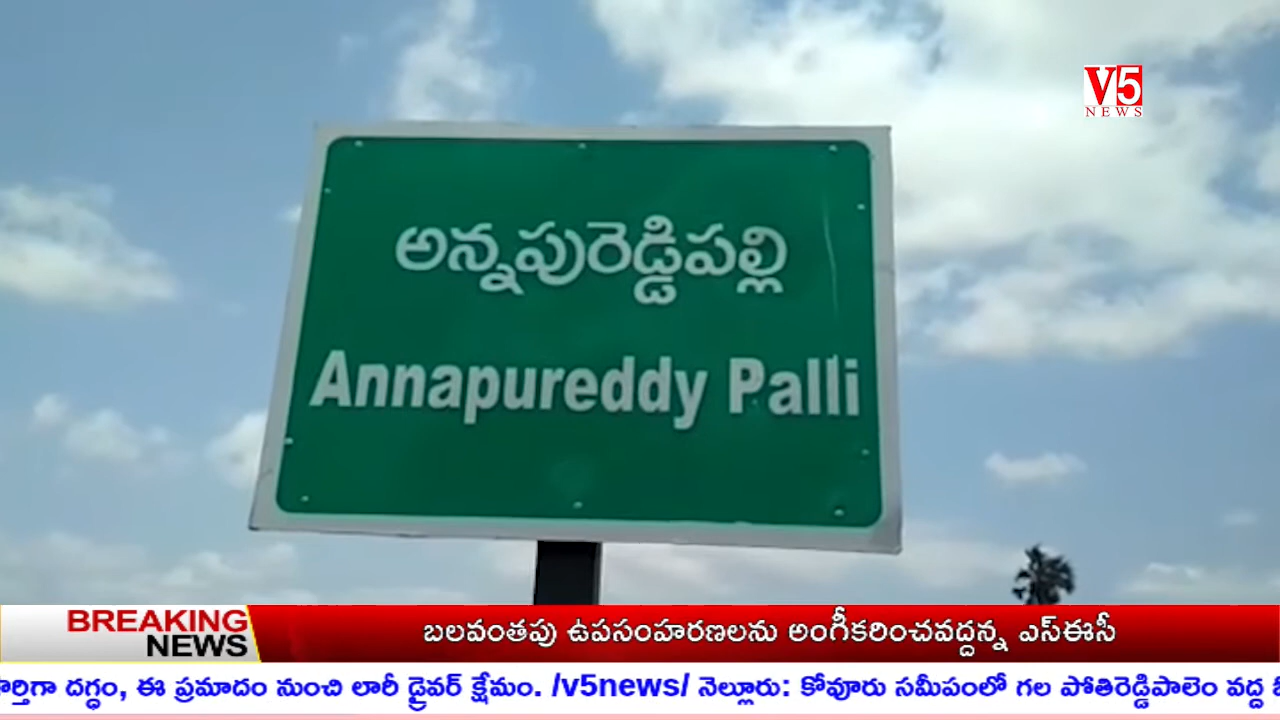 V5
NEWS
అన్నపురెడ్డిపల్లి
Annapureddy Palli
BREAKING
NEWS
బలవంతపు ఉపసంహరణలను అంగీకరించవద్దన్న ఎస్ఈసీ
దగ్ధం, ఈ ప్రమాదం నుంచి లారీ డ్రైవర్ క్షేమం. /v5news/ నెల్లూరు: కోవూరు సమీపంలో గల పోతిరెడ్డిపాలెం వద్ద